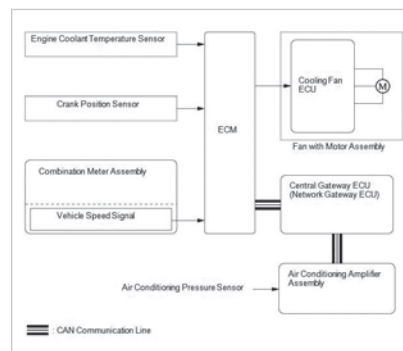 Engine Coolant Temperature Sensor
Crank Position Sensor
Combination Meter Assembly
Vehicle Speed Signal
ECM
Cooling Fan
ECU
M
Fan with Motor Assembly
Central Gateway ECU
(Network Gateway ECU)
Air Conditioning Pressure Sensor
Air Conditioning Amplifier
Assembly
: CAN Communication Line